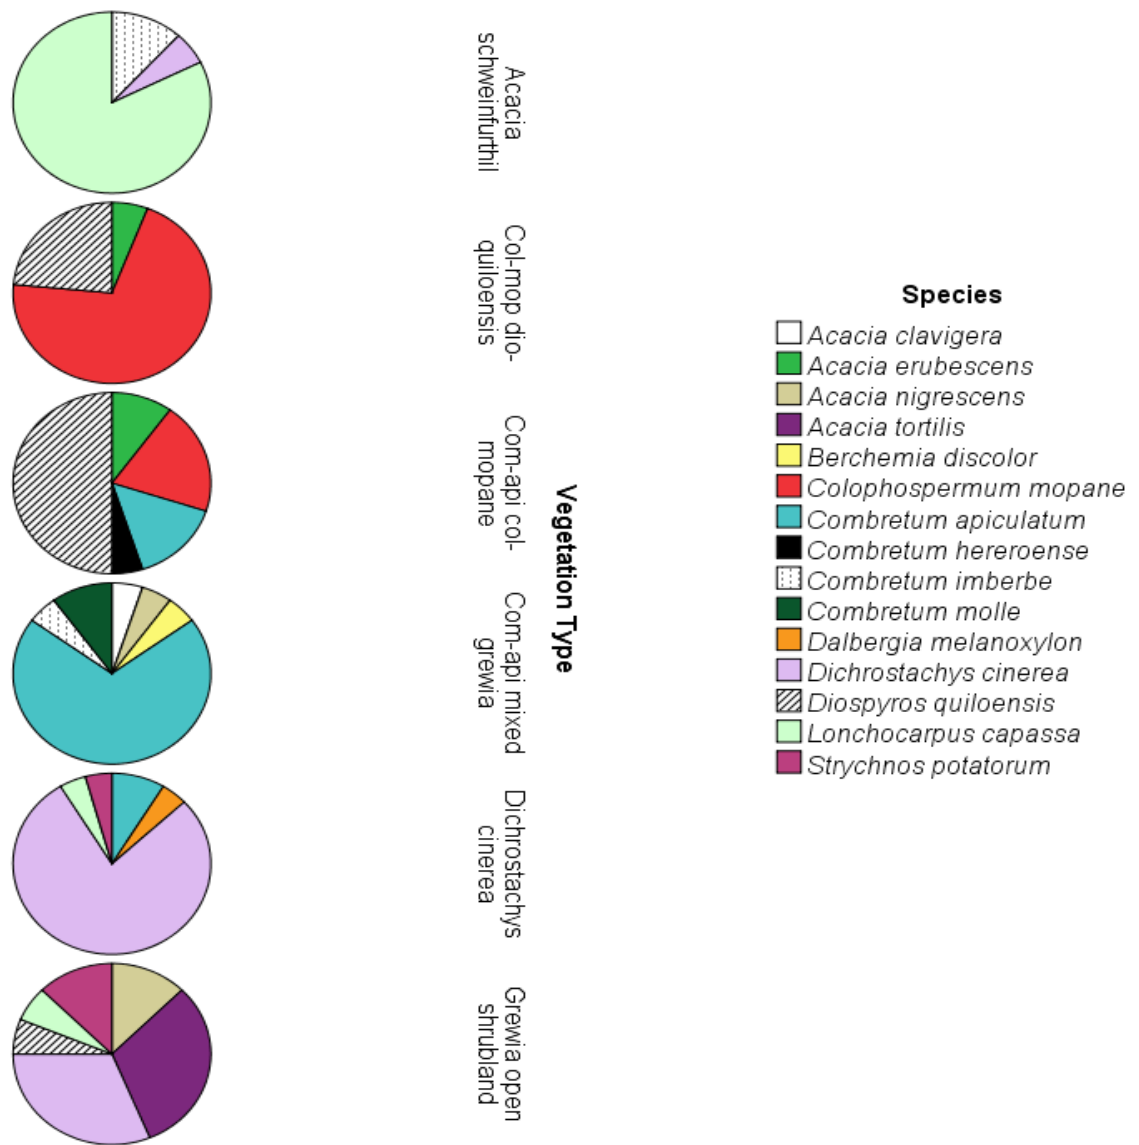 Acacia
schweinfurthil
Col-mop dio-
quiloensis
Com-api col-
mopane
Com-api mixed
grewia
Dichrostachys
cinerea
Grewia open
shrubland
Vegetation Type
Species
Acacia clavigera
Acacia erubescens
Acacia nigrescens
Acacia tortilis
Berchemia discolor
Colophospermum mopane
Combretum apiculatum
Combretum hereroense
Combretum imberbe
Combretum molle
Dalbergia melanoxylon
Dichrostachys cinerea
Diospyros quiloensis
Lonchocarpus capassa
Strychnos potatorum